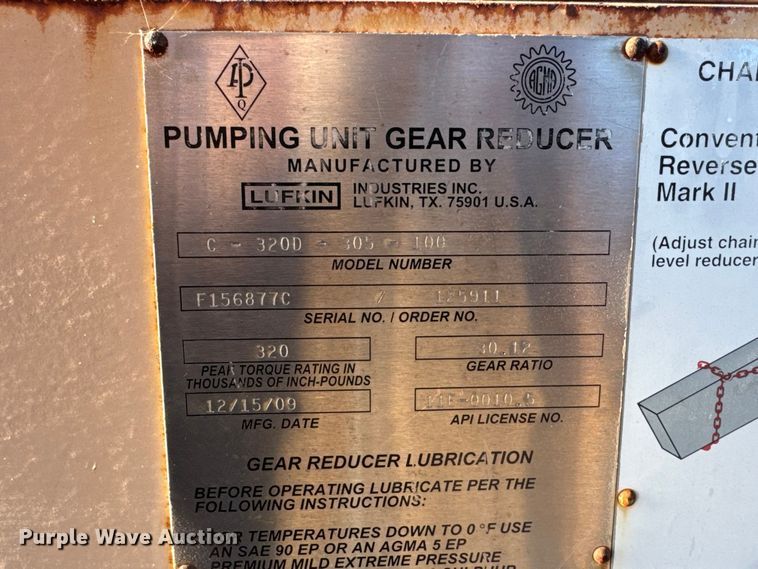 API
Q
AGMA
PUMPING UNIT GEAR REDUCER
MANUFACTURED BY
LUFKIN INDUSTRIES INC.
LUFKIN, TX. 75901 U.S.A.
C - 320D - 305 - 100
MODEL NUMBER
F156877C / 125911
SERIAL NO. / ORDER NO.
320 30.12
PEAK TORQUE RATING IN
THOUSANDS OF INCH-POUNDS
GEAR RATIO
12/15/09 11E-0010.5
MFG. DATE API LICENSE NO.
GEAR REDUCER LUBRICATION
BEFORE OPERATING LUBRICATE PER THE
FOLLOWING INSTRUCTIONS:
TEMPERATURES DOWN TO 0°F USE
AN SAE 90 EP OR AN AGMA 5 EP
PREMIUM MILD EXTREME PRESSURE
CHAI
Convent
Reverse
Mark II
(Adjust chain
level reducer
Purple Wave Auction